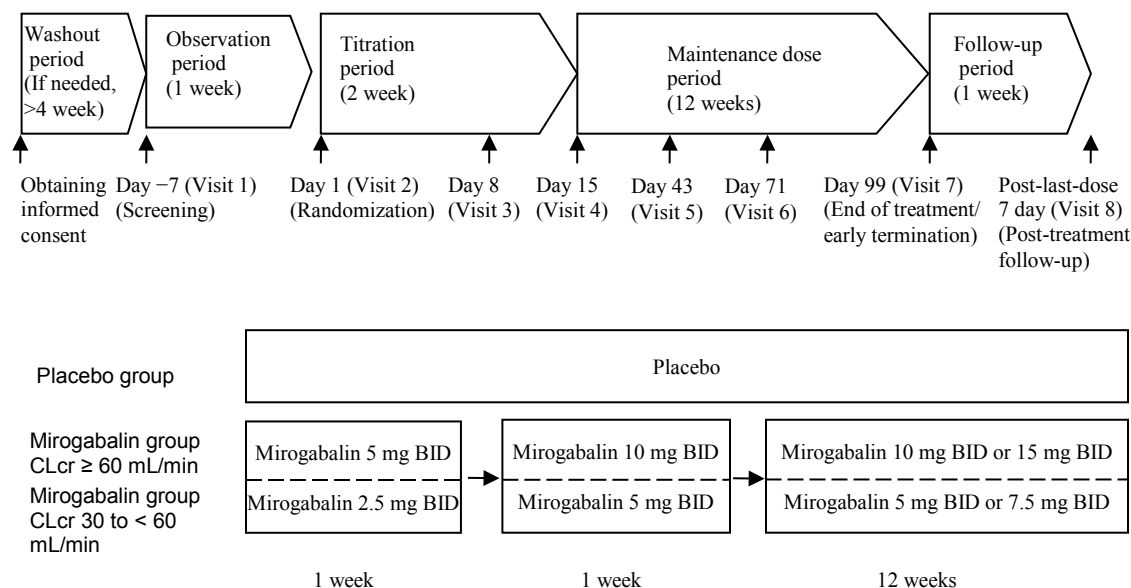 Washout
period
(If needed,
>4 week)
Observation
period
(1 week)
Titration
period
(2 week)
Maintenance dose
period
(12 weeks)
Follow-up
period
(1 week)
Obtaining
informed
consent
Day −7 (Visit 1)
(Screening)
Day 1 (Visit 2)
(Randomization)
Day 8
(Visit 3)
Day 15
(Visit 4)
Day 43
(Visit 5)
Day 71
(Visit 6)
Day 99 (Visit 7)
(End of treatment/
early termination)
Post-last-dose
7 day (Visit 8)
(Post-treatment
follow-up)
Placebo group
Placebo
Mirogabalin group
CLcr ≥ 60 mL/min
Mirogabalin 5 mg BID
Mirogabalin 10 mg BID
Mirogabalin 10 mg BID or 15 mg BID
Mirogabalin group
CLcr 30 to < 60
mL/min
Mirogabalin 2.5 mg BID
Mirogabalin 5 mg BID
Mirogabalin 5 mg BID or 7.5 mg BID
1 week
1 week
12 weeks